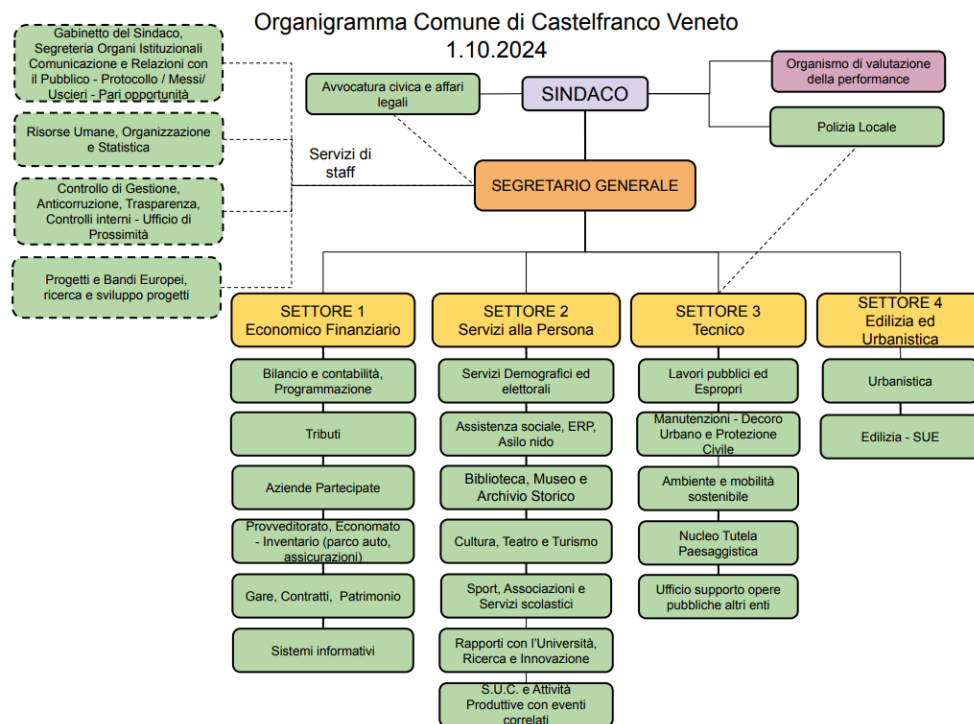 Organigramma Comune di Castelfranco Veneto
1.10.2024
Gabinetto del Sindaco,
Segreteria Organi Istituzionali
Comunicazione e Relazioni con
il Pubblico - Protocollo / Messi/
Uscieri - Pari opportunità
Risorse Umane, Organizzazione
e Statistica
Controllo di Gestione,
Anticorruzione, Trasparenza,
Controlli interni - Ufficio di
Prossimità
Progetti e Bandi Europei,
ricerca e sviluppo progetti
Servizi di
staff
Avvocatura civica e affari
legali
SINDACO
Organismo di valutazione
della performance
Polizia Locale
SEGRETARIO GENERALE
SETTORE 1
Economico Finanziario
Bilancio e contabilità,
Programmazione
Tributi
Aziende Partecipate
Provveditorato, Economato
- Inventario (parco auto,
assicurazioni)
Gare, Contratti, Patrimonio
Sistemi informativi
SETTORE 2
Servizi alla Persona
Servizi Demografici ed
elettorali
Assistenza sociale, ERP,
Asilo nido
Biblioteca, Museo e
Archivio Storico
Cultura, Teatro e Turismo
Sport, Associazioni e
Servizi scolastici
Rapporti con l'Università,
Ricerca e Innovazione
S.U.C. e Attività
Produttive con eventi
correlati
SETTORE 3
Tecnico
Lavori pubblici ed
Espropri
Manutenzioni - Decoro
Urbano e Protezione
Civile
Ambiente e mobilità
sostenibile
Nucleo Tutela
Paesaggistica
Ufficio supporto opere
pubbliche altri enti
SETTORE 4
Edilizia ed
Urbanistica
Urbanistica
Edilizia - SUE